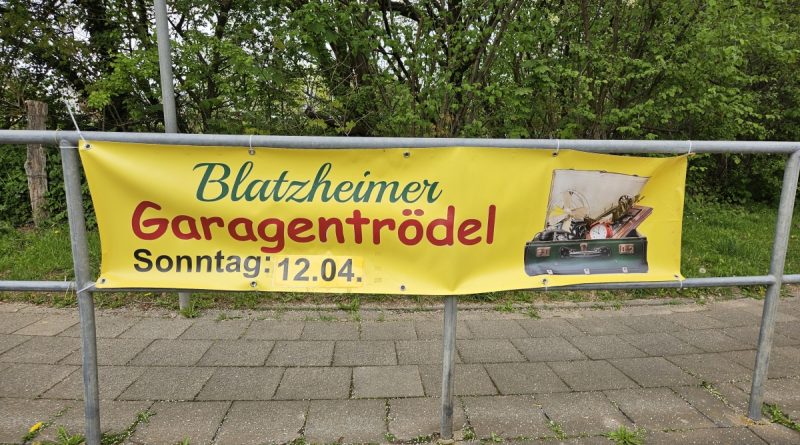 Blatzheimer
Garagentrödel
Sonntag: 12.04.